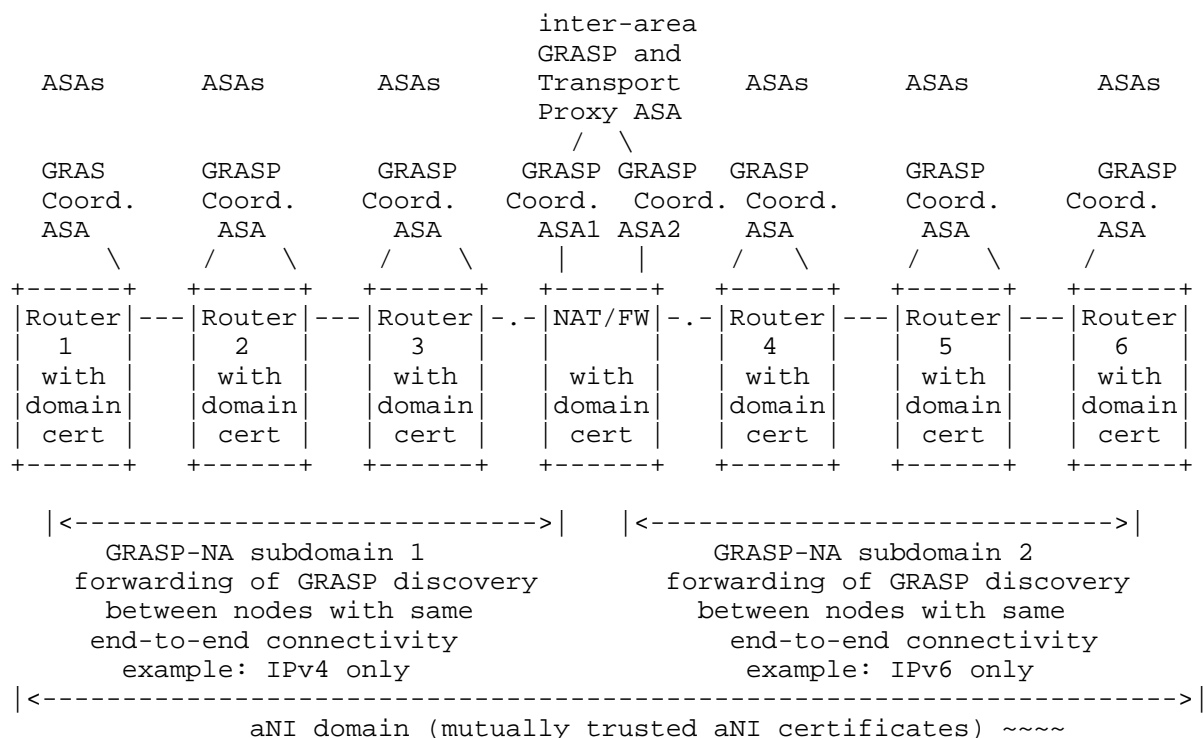 inter-area
                                  GRASP and
  ASAs      ASAs       ASAs       Transport    ASAs      ASAs        ASAs
                                  Proxy ASA
                                    /  \
  GRAS      GRASP       GRASP    GRASP GRASP  GRASP       GRASP       GRASP
  Coord.    Coord.     Coord.   Coord.  Coord. Coord.     Coord.    Coord.
  ASA        ASA        ASA       ASA1 ASA2    ASA         ASA        ASA
      \     /    \     /    \      |    |     /   \      /    \     /
+------+   +------+   +------+   +------+   +------+   +------+   +------+
|Router|---|Router|---|Router|-.-|NAT/FW|-.-|Router|---|Router|---|Router|
|  1   |   |  2   |   |  3   |   |      |   |  4   |   |  5   |   |  6   |
| with |   | with |   | with |   | with |   | with |   | with |   | with |
|domain|   |domain|   |domain|   |domain|   |domain|   |domain|   |domain|
| cert |   | cert |   | cert |   | cert |   | cert |   | cert |   | cert |
+------+   +------+   +------+   +------+   +------+   +------+   +------+
  |<----------------------------->|   |<----------------------------->|
      GRASP-NA subdomain 1                  GRASP-NA subdomain 2
    forwarding of GRASP discovery        forwarding of GRASP discovery
      between nodes with same              between nodes with same
     end-to-end connectivity                 end-to-end connectivity
       example: IPv4 only                     example: IPv6 only
|<------------------------------------------------------------------------->|
               aNI domain (mutually trusted aNI certificates) ~~~~